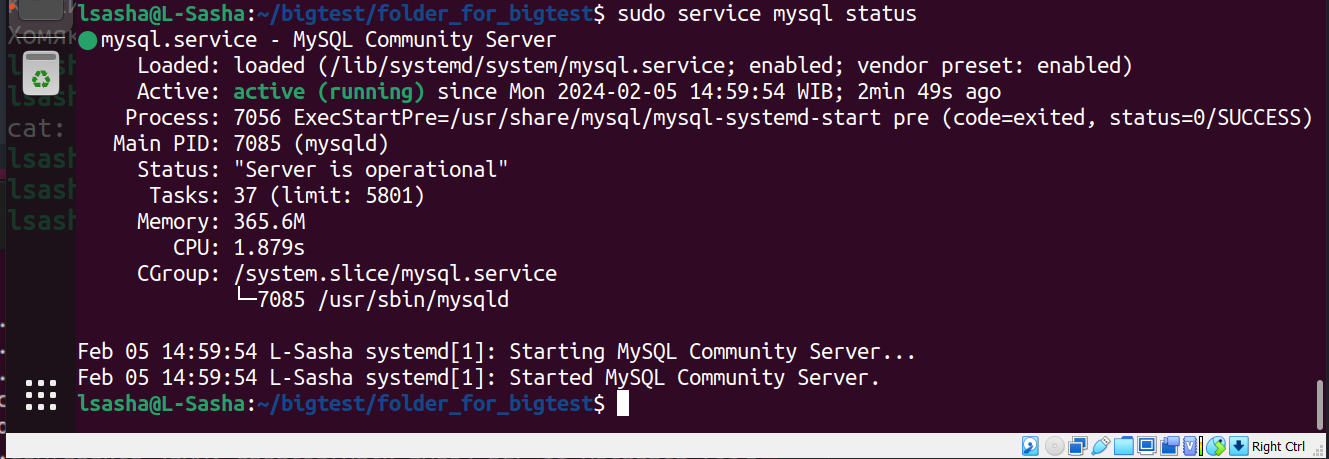 lsasha@L-Sasha:~/bigtest/folder_for_bigtest$ sudo service mysql status
mysql.service - MySQL Community Server
Loaded: loaded (/lib/systemd/system/mysql.service; enabled; vendor preset: enabled)
Active: active (running) since Mon 2024-02-05 14:59:54 WIB; 2min 49s ago
Process: 7056 ExecStartPre=/usr/share/mysql/mysql-systemd-start pre (code=exited, status=0/SUCCESS)
Main PID: 7085 (mysqld)
Status: "Server is operational"
Tasks: 37 (limit: 5801)
Memory: 365.6M
CPU: 1.879s
CGroup: /system.slice/mysql.service
└─7085 /usr/sbin/mysqld
Feb 05 14:59:54 L-Sasha systemd[1]: Starting MySQL Community Server...
Feb 05 14:59:54 L-Sasha systemd[1]: Started MySQL Community Server.
lsasha@L-Sasha:~/bigtest/folder_for_bigtest$
Хомяк
cat:
lsash
lsash
lsash
Right Ctrl